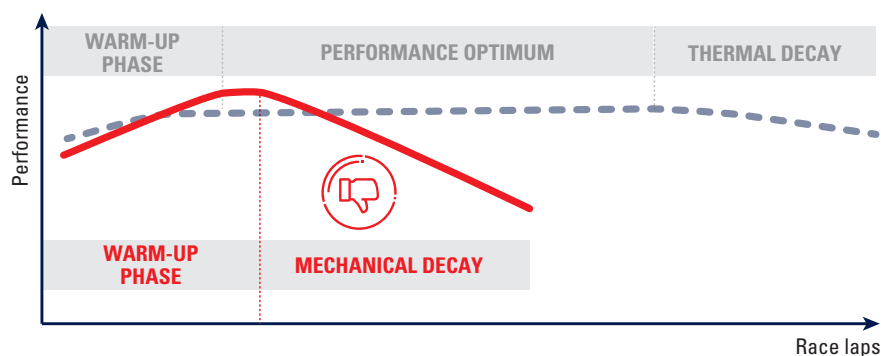 WARM-UP
PHASE
PERFORMANCE OPTIMUM
THERMAL DECAY
Performance
WARM-UP
PHASE
MECHANICAL DECAY
Race laps